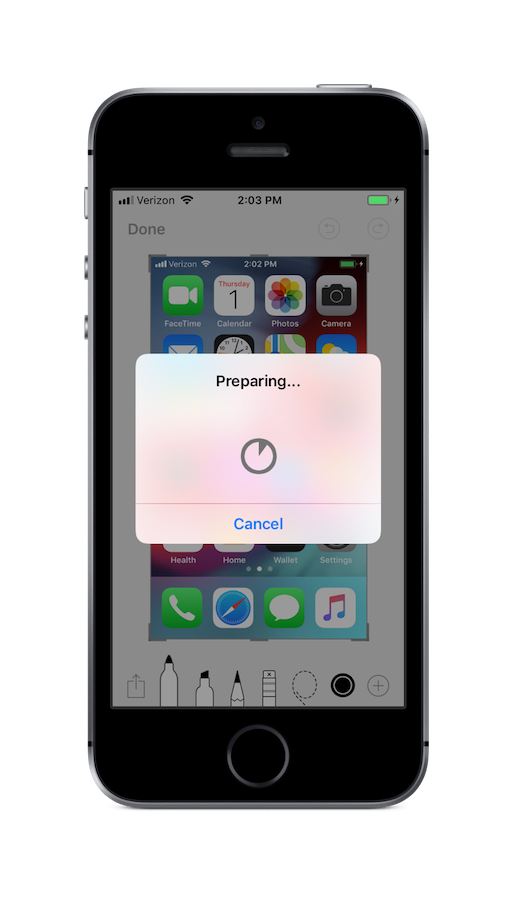 Verizon 2:03 PM
Done
Verizon 2:02 PM
Thursday
1
FaceTime Calendar Photos Camera
Preparing...
Cancel
Health Home Wallet Settings